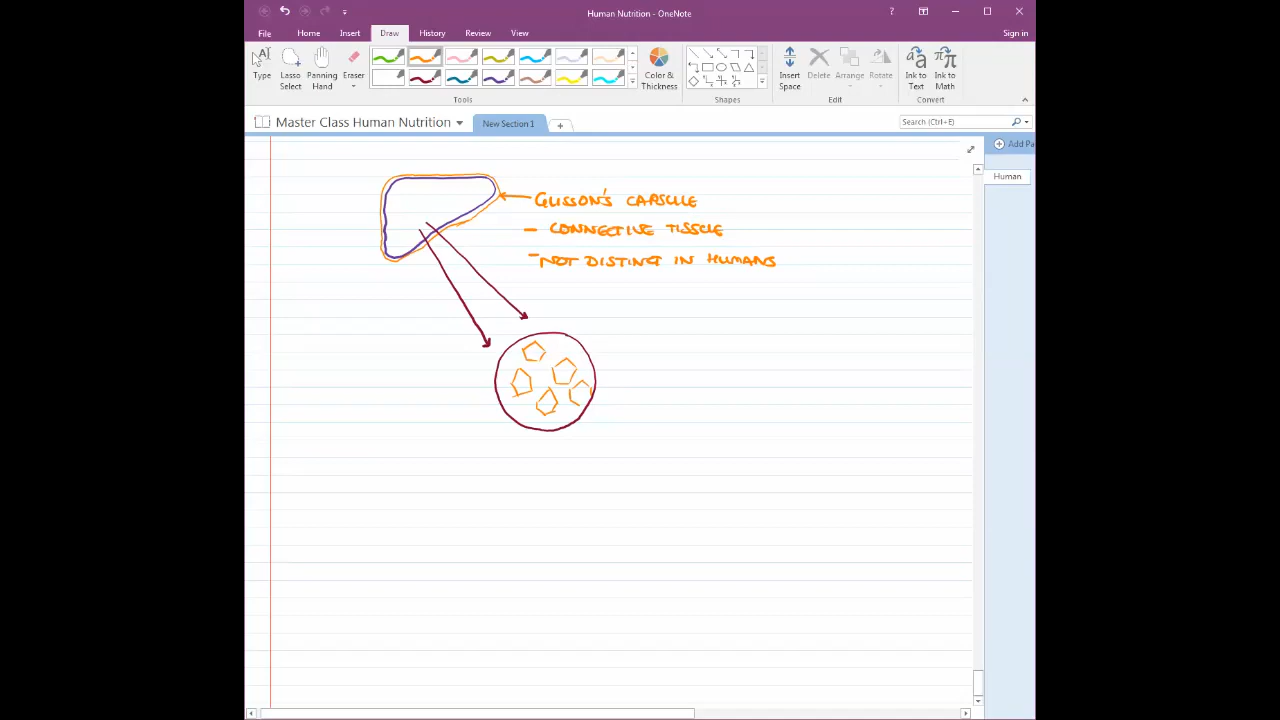 Human Nutrition - OneNote
File Home Insert Draw History Review View Sign in
Type Lasso Select Panning Hand Eraser Color & Thickness Insert Space Delete Arrange Rotate Ink to Text Ink to Math
Tools Shapes Edit Convert
Master Class Human Nutrition New Section 1 Search (Ctrl+E)
Add Pa
Human
GLISSON'S CAPSULE
- CONNECTIVE TISSUE
- NOT DISTINCT IN HUMANS